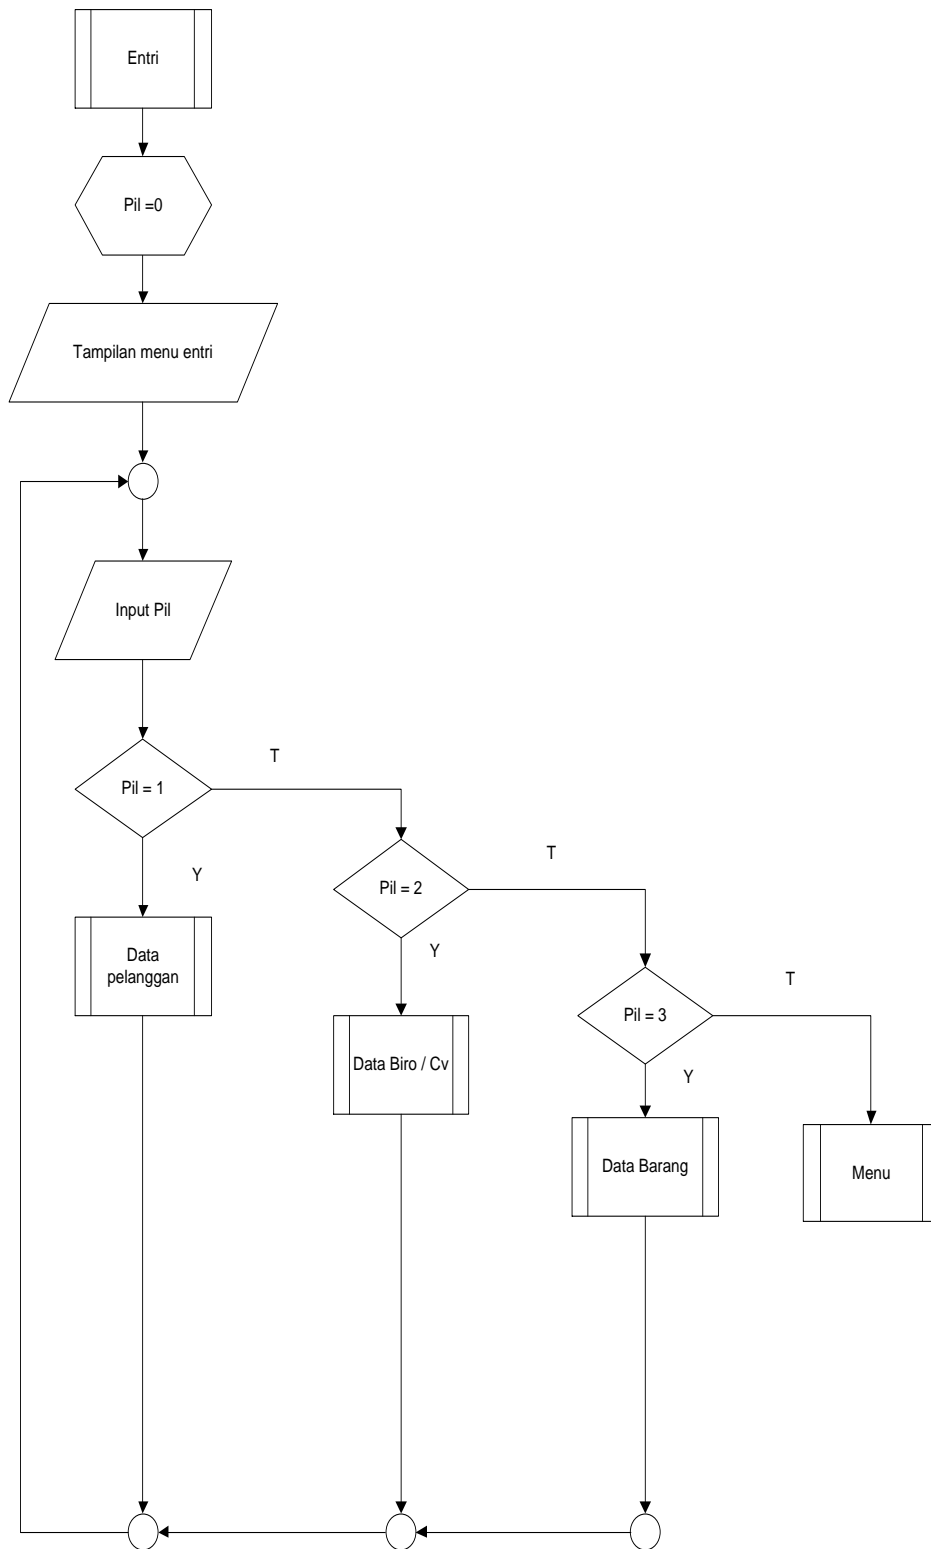 Entri
Pil =0
Tampilan menu entri
Input Pil
Pil = 1
T
Y
Data
pelanggan
Pil = 2
T
Y
Data Biro / Cv
Pil = 3
T
Y
Data Barang
Menu